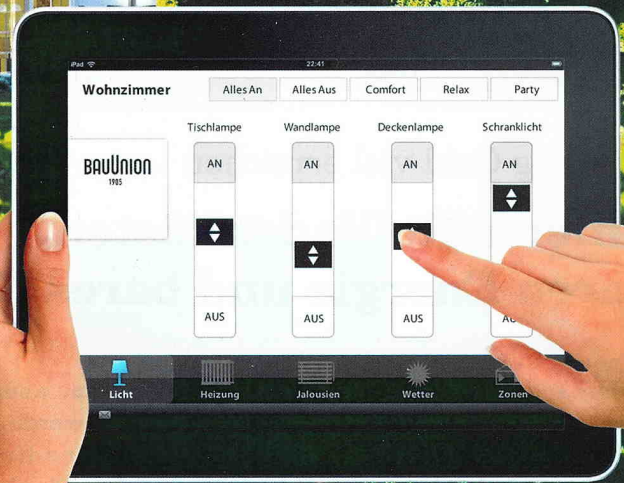 iPad 22:41
Wohnzimmer Alles An Alles Aus Comfort Relax Party
Tischlampe Wandlampe Deckenlampe Schranklicht
BAUUNION
1905
AN AN AN AN
AUS AUS AUS
Licht Heizung Jalousien Wetter Zonen